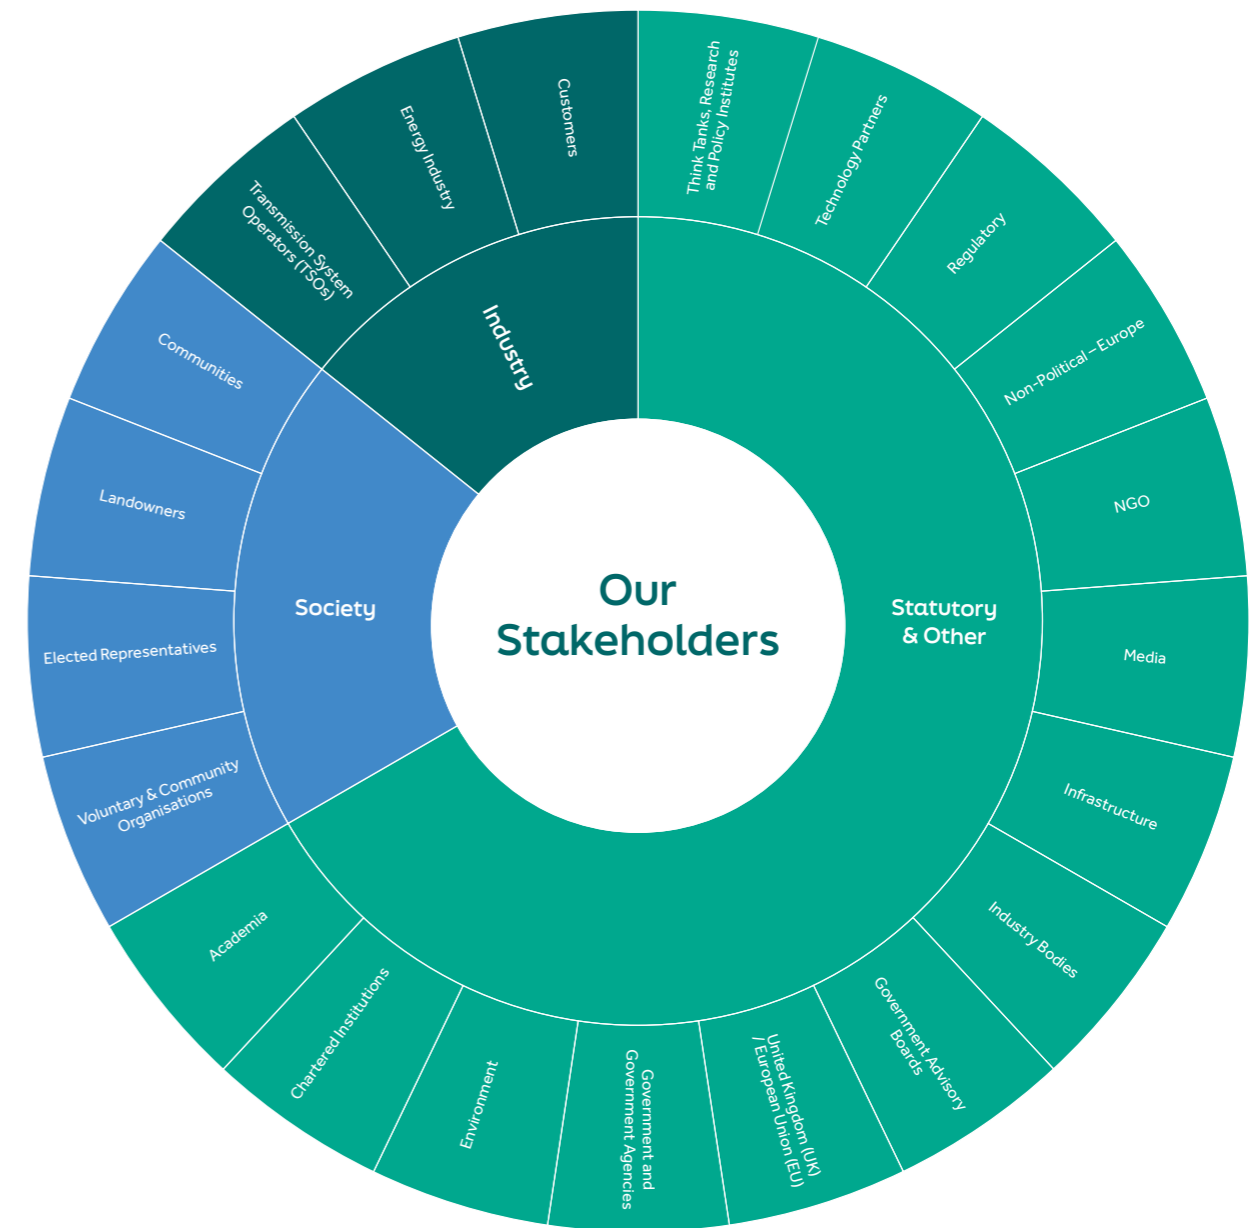 Our
Stakeholders
Industry
Customers
Energy Industry
Transmission System
Operators (TSOs)
Society
Communities
Landowners
Elected Representatives
Voluntary & Community
Organisations
Statutory
& Other
Think Tanks, Research
and Policy Institutes
Technology Partners
Regulatory
Non-Political – Europe
NGO
Media
Infrastructure
Industry Bodies
Government Advisory
Boards
United Kingdom (UK)
/ European Union (EU)
Government and
Government Agencies
Environment
Chartered Institutions
Academia